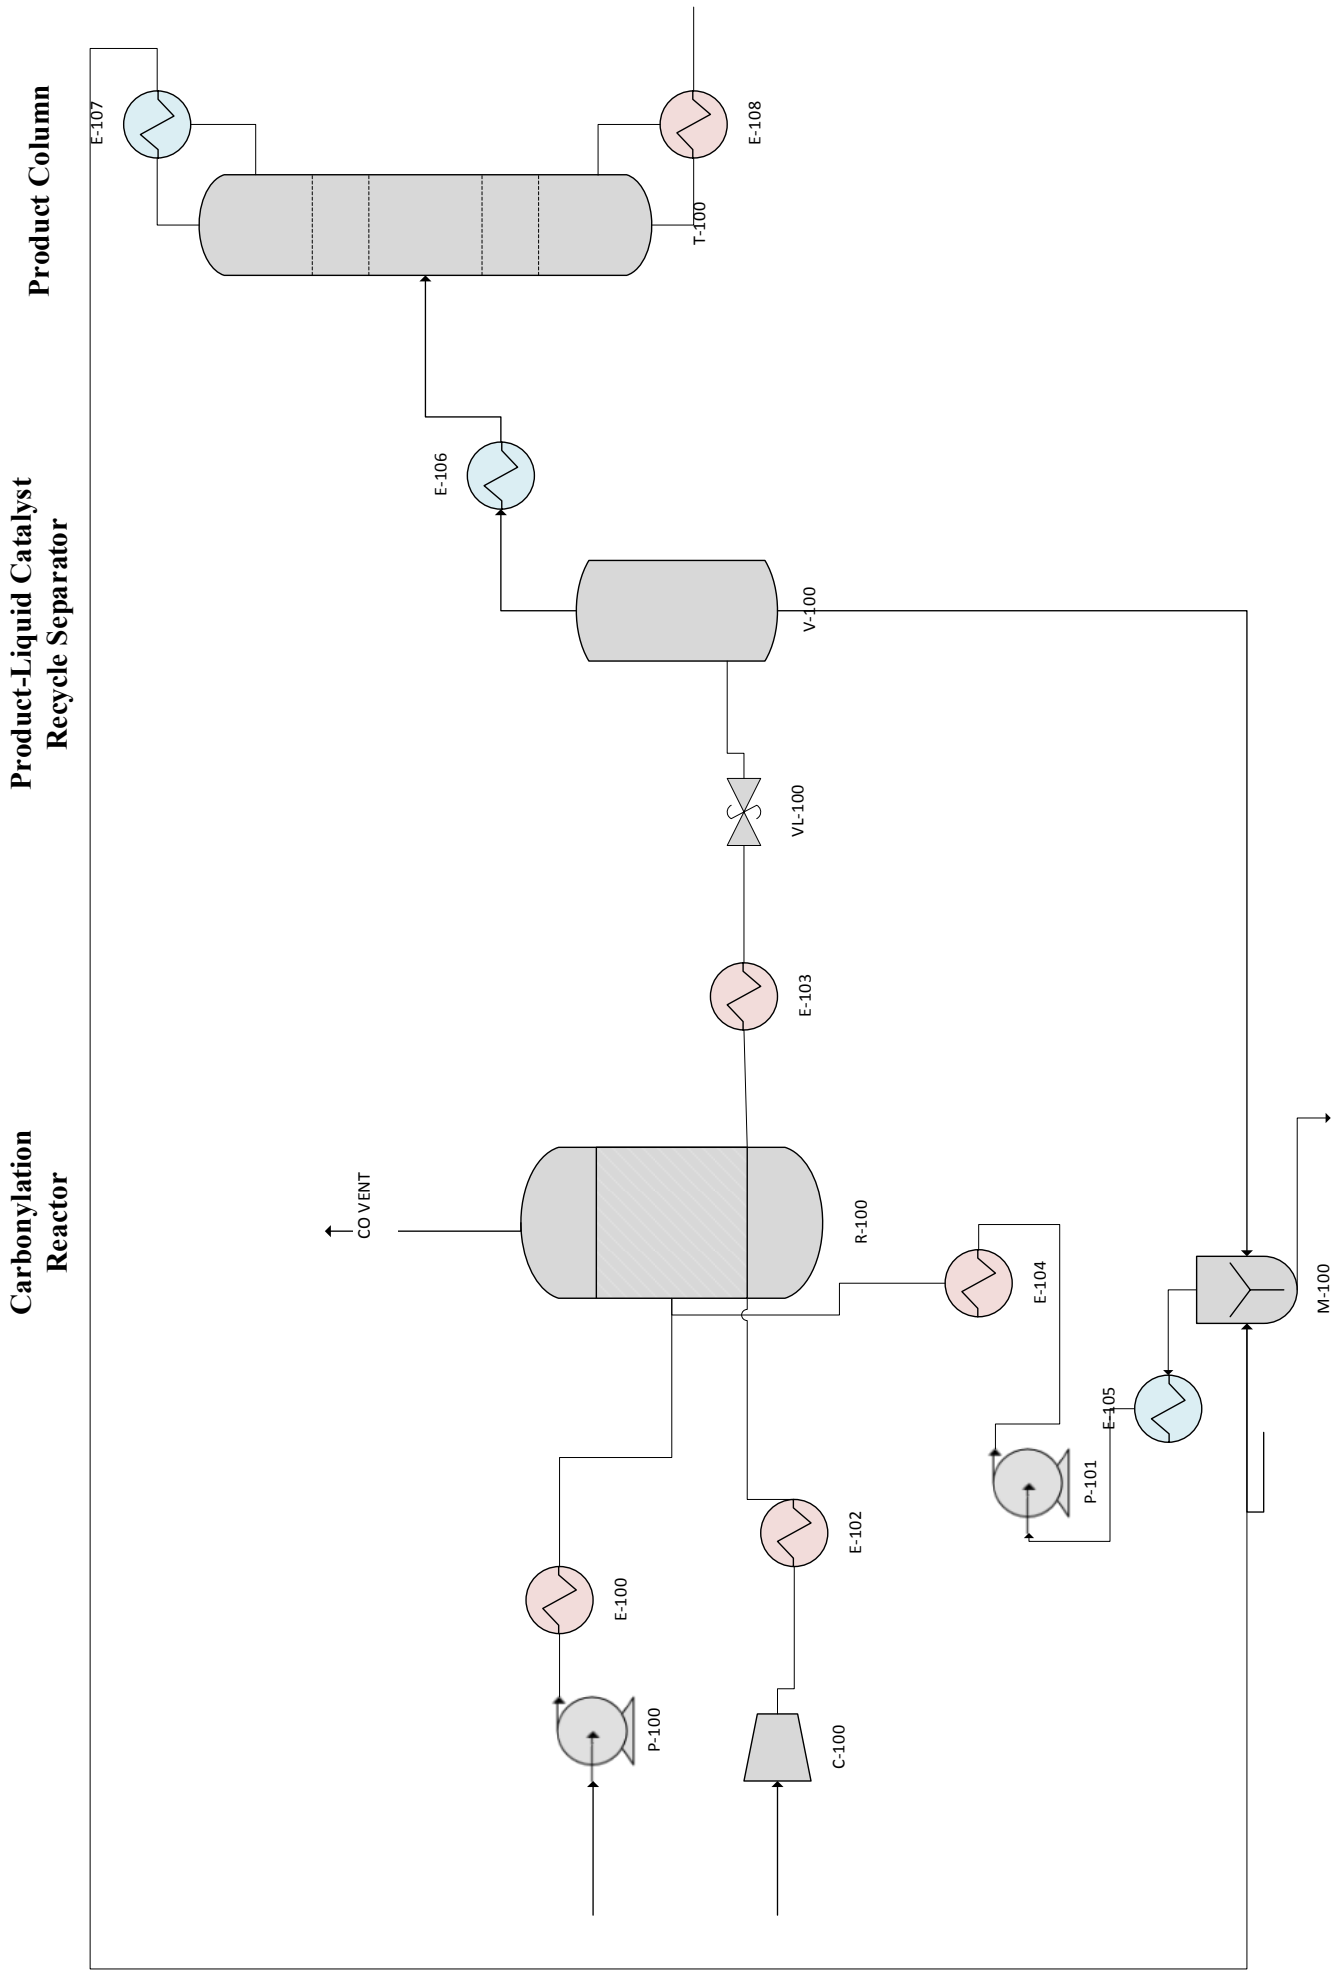 Carbonylation
Reactor
Product-Liquid Catalyst
Recycle Separator
Product Column
E-107
E-108
T-100
E-106
V-100
VL-100
E-103
CO VENT
R-100
E-104
M-100
E-105
P-101
E-102
E-100
P-100
C-100